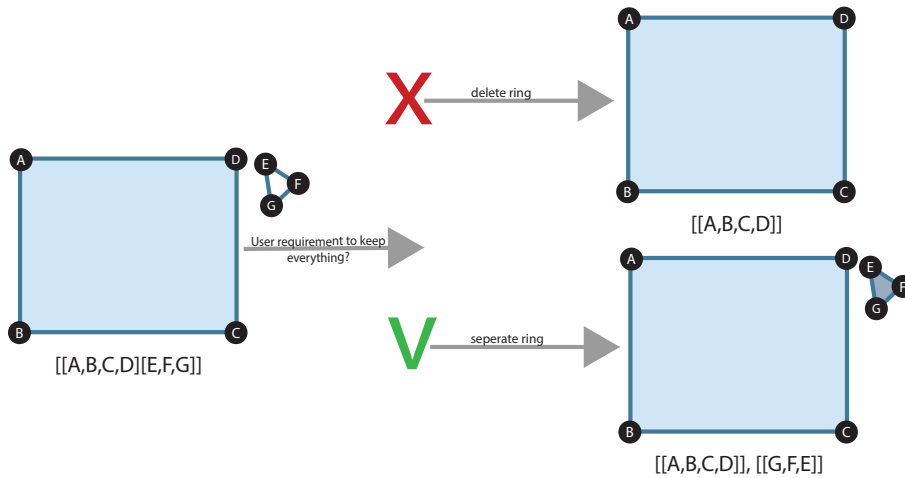 A
D
E
F
G
B
C
[[A,B,C,D][E,F,G]]
User requirement to keep
everything?
X
delete ring
A
D
B
C
[[A,B,C,D]]
V
seperate ring
A
D
E
F
G
B
C
[[A,B,C,D]], [[G,F,E]]